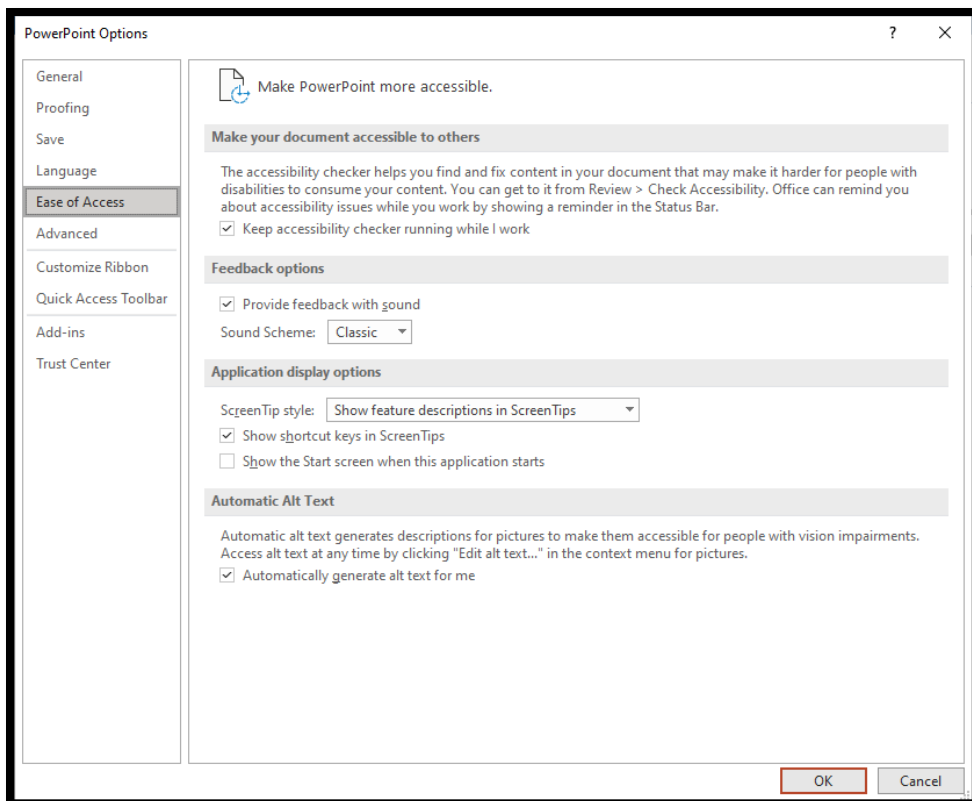 PowerPoint Options
?
General
Proofing
Save
Language
Ease of Access
Advanced
Customize Ribbon
Quick Access Toolbar
Add-ins
Trust Center
Make PowerPoint more accessible.
Make your document accessible to others
The accessibility checker helps you find and fix content in your document that may make it harder for people with
disabilities to consume your content. You can get to it from Review > Check Accessibility. Office can remind you
about accessibility issues while you work by showing a reminder in the Status Bar.
Keep accessibility checker running while I work
Feedback options
Provide feedback with sound
Sound Scheme: Classic
Application display options
ScreenTip style: Show feature descriptions in ScreenTips
Show shortcut keys in ScreenTips
Show the Start screen when this application starts
Automatic Alt Text
Automatic alt text generates descriptions for pictures to make them accessible for people with vision impairments.
Access alt text at any time by clicking "Edit alt text..." in the context menu for pictures.
Automatically generate alt text for me
OK
Cancel